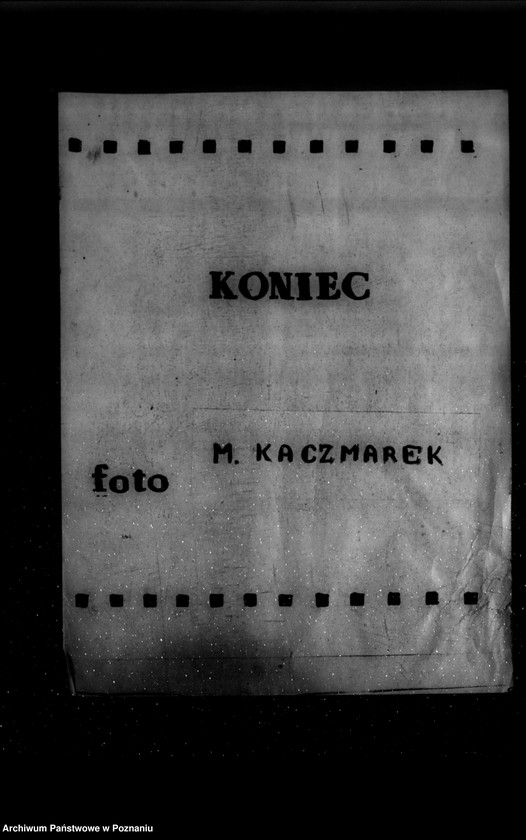 KONIEC
M. KACZMAREK
foto
Archiwum Państwowe w Poznaniu